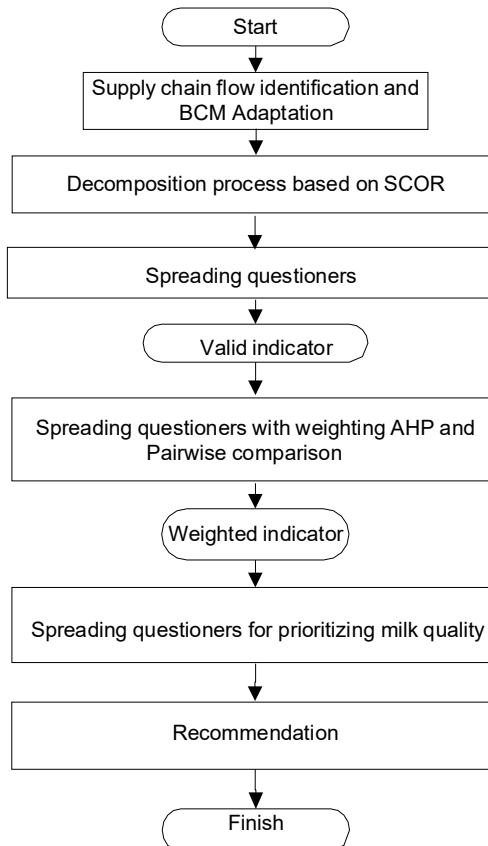 Start
Supply chain flow identification and
BCM Adaptation
Decomposition process based on SCOR
Spreading questioners
Valid indicator
Spreading questioners with weighting AHP and
Pairwise comparison
Weighted indicator
Spreading questioners for prioritizing milk quality
Recommendation
Finish